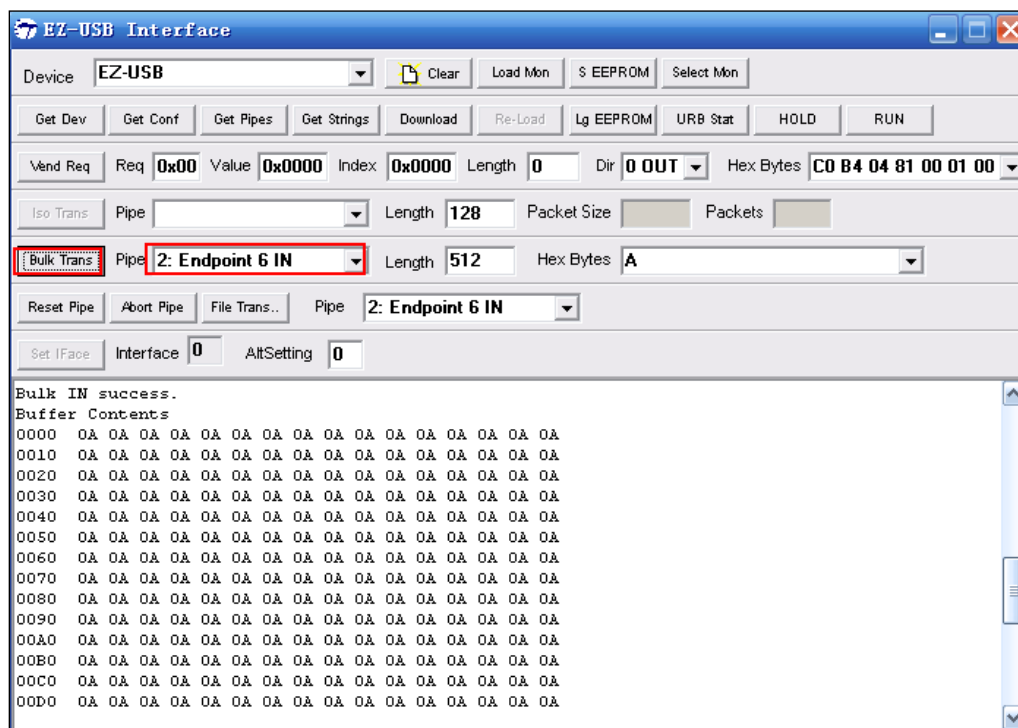 EZ-USB Interface
Device EZ-USB Clear Load Mon S EEPROM Select Mon
Get Dev Get Conf Get Pipes Get Strings Download Re-Load Lg EEPROM URB Stat HOLD RUN
Vend Req Req 0x00 Value 0x0000 Index 0x0000 Length 0 Dir 0 OUT Hex Bytes C0 B4 04 81 00 01 00
Iso Trans Pipe Length 128 Packet Size Packets
Bulk Trans Pipe 2: Endpoint 6 IN Length 512 Hex Bytes A
Reset Pipe Abort Pipe File Trans.. Pipe 2: Endpoint 6 IN
Set IFace Interface 0 AltSetting 0
Bulk IN success.
Buffer Contents
0000 0A 0A 0A 0A 0A 0A 0A 0A 0A 0A 0A 0A 0A 0A 0A 0A
0010 0A 0A 0A 0A 0A 0A 0A 0A 0A 0A 0A 0A 0A 0A 0A 0A
0020 0A 0A 0A 0A 0A 0A 0A 0A 0A 0A 0A 0A 0A 0A 0A 0A
0030 0A 0A 0A 0A 0A 0A 0A 0A 0A 0A 0A 0A 0A 0A 0A 0A
0040 0A 0A 0A 0A 0A 0A 0A 0A 0A 0A 0A 0A 0A 0A 0A 0A
0050 0A 0A 0A 0A 0A 0A 0A 0A 0A 0A 0A 0A 0A 0A 0A 0A
0060 0A 0A 0A 0A 0A 0A 0A 0A 0A 0A 0A 0A 0A 0A 0A 0A
0070 0A 0A 0A 0A 0A 0A 0A 0A 0A 0A 0A 0A 0A 0A 0A 0A
0080 0A 0A 0A 0A 0A 0A 0A 0A 0A 0A 0A 0A 0A 0A 0A 0A
0090 0A 0A 0A 0A 0A 0A 0A 0A 0A 0A 0A 0A 0A 0A 0A 0A
00A0 0A 0A 0A 0A 0A 0A 0A 0A 0A 0A 0A 0A 0A 0A 0A 0A
00B0 0A 0A 0A 0A 0A 0A 0A 0A 0A 0A 0A 0A 0A 0A 0A 0A
00C0 0A 0A 0A 0A 0A 0A 0A 0A 0A 0A 0A 0A 0A 0A 0A 0A
00D0 0A 0A 0A 0A 0A 0A 0A 0A 0A 0A 0A 0A 0A 0A 0A 0A